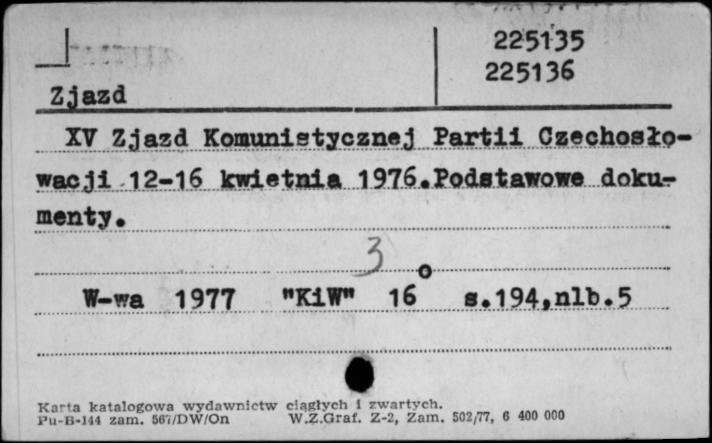 225135
225136
Zjazd
XV Zjazd Komunistycznej Partii Czechosło-
wacji 12-16 kwietnia 1976.Podstawowe doku-
menty.
3
W-wa 1977 "KiW" 16° s.194,nlb.5
Karta katalogowa wydawnictw ciągłych i zwartych.
Pu-B-144 zam. 567/DW/On W.Z.Graf. Z-2, Zam. 502/77, 6 400 000